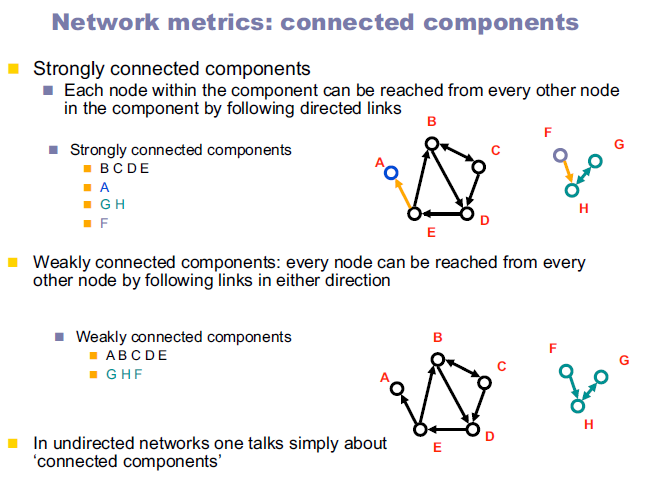 Network metrics: connected components
Strongly connected components
Each node within the component can be reached from every other node
in the component by following directed links
Strongly connected components
B C D E
A
G H
F
B
C
A
E
D
F
G
H
Weakly connected components: every node can be reached from every
other node by following links in either direction
Weakly connected components
A B C D E
G H F
B
C
A
E
D
F
G
H
In undirected networks one talks simply about
‘connected components’